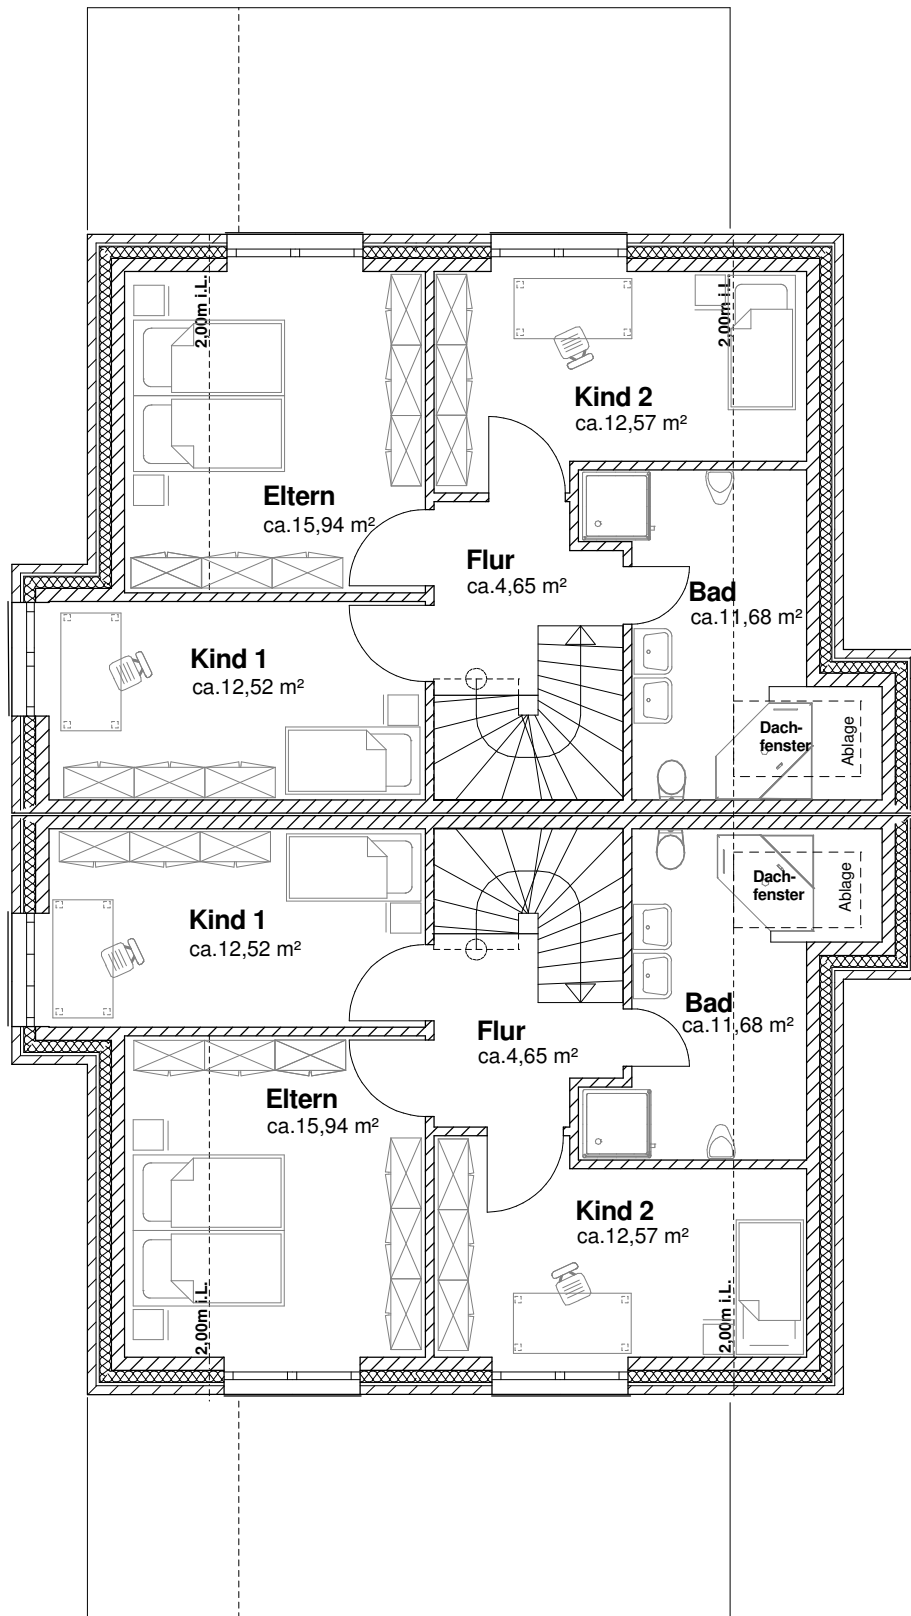 2,00m i.L.
2,00m i.L.
Kind 2
ca.12,57 m²
Eltern
ca.15,94 m²
Flur
ca.4,65 m²
Bad
ca.11,68 m²
Kind 1
ca.12,52 m²
Dach-
fenster
Ablage
Dach-
fenster
Ablage
Kind 1
ca.12,52 m²
Bad
ca.11,68 m²
Flur
ca.4,65 m²
Eltern
ca.15,94 m²
Kind 2
ca.12,57 m²
2,00m i.L.
2,00m i.L.